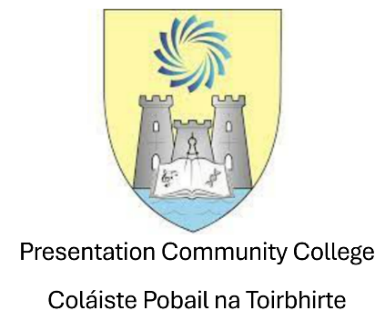 Presentation Community College
Coláiste Pobail na Toirbhirte